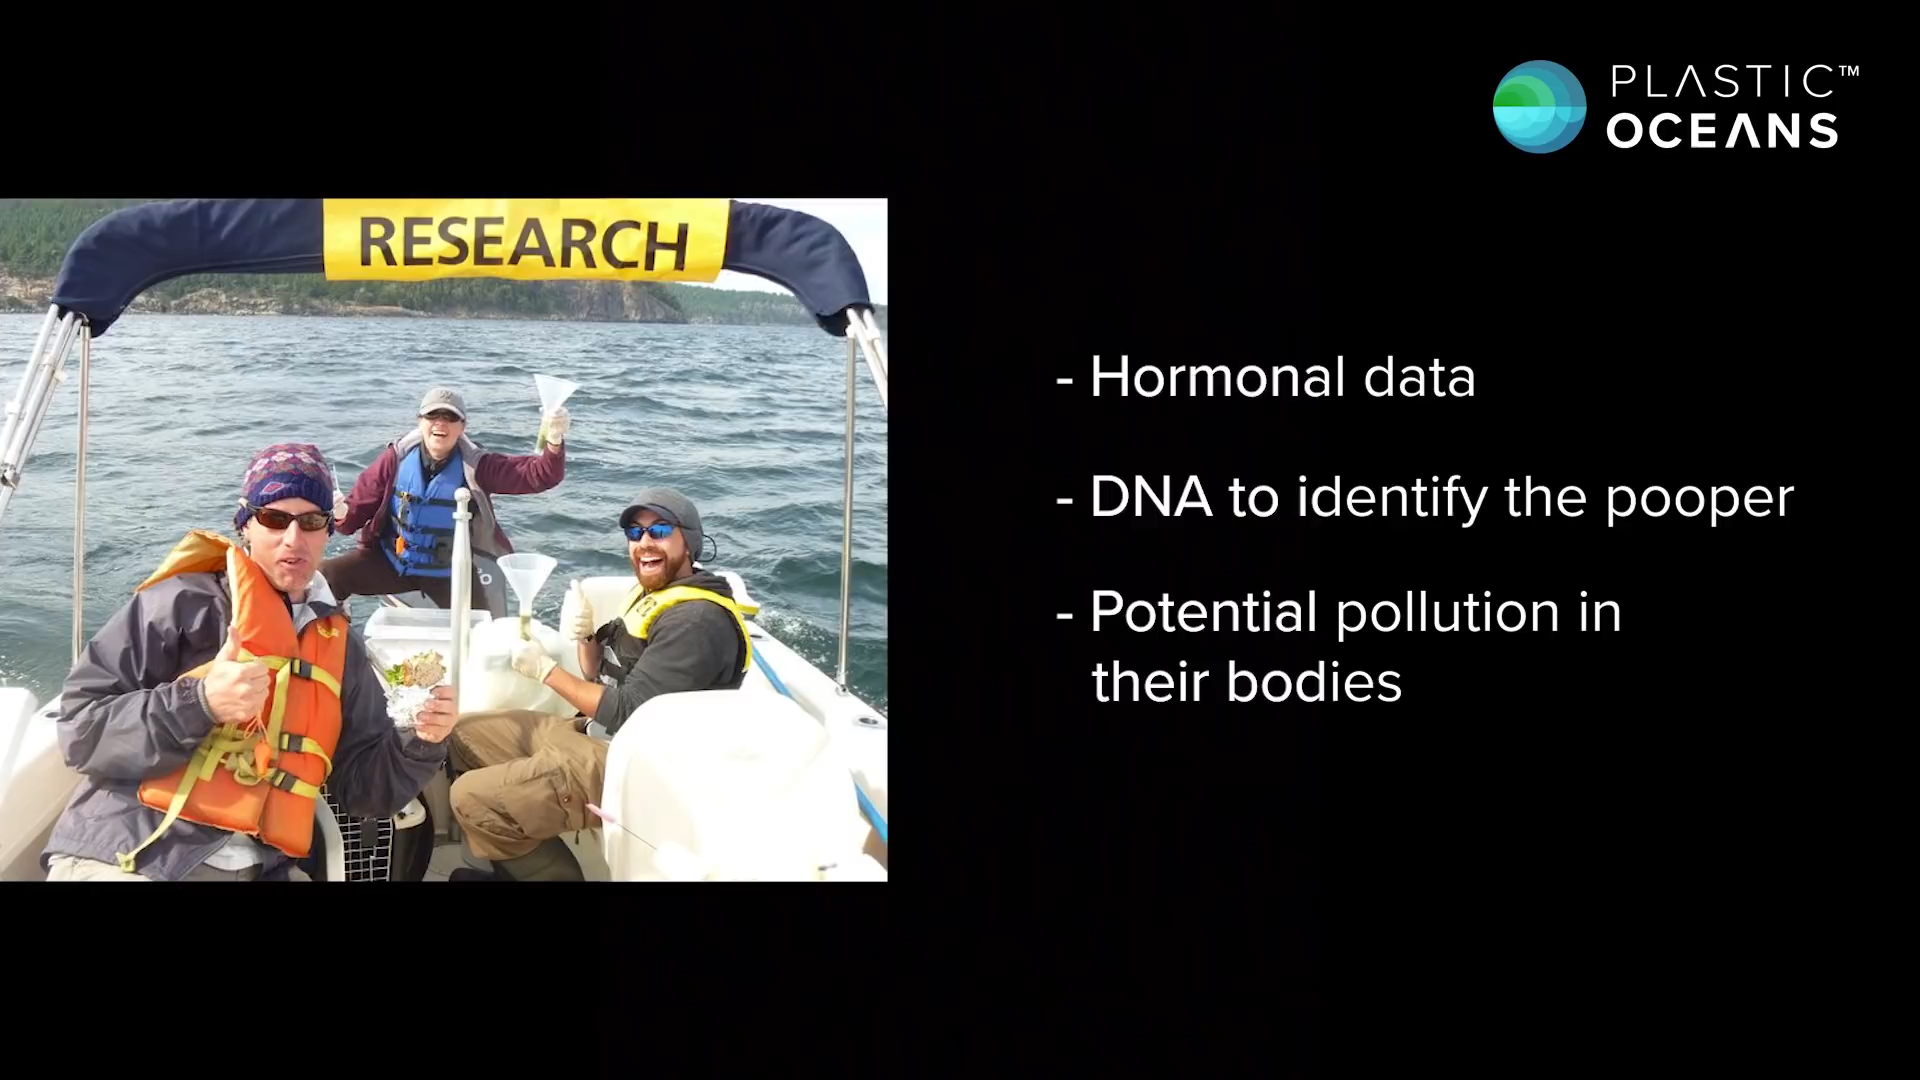 PLASTIC™
OCEANS
RESEARCH
- Hormonal data
- DNA to identify the pooper
- Potential pollution in
their bodies